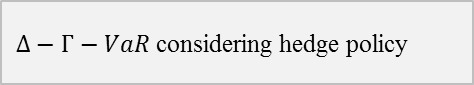 Δ − Γ − VaR considering hedge policy